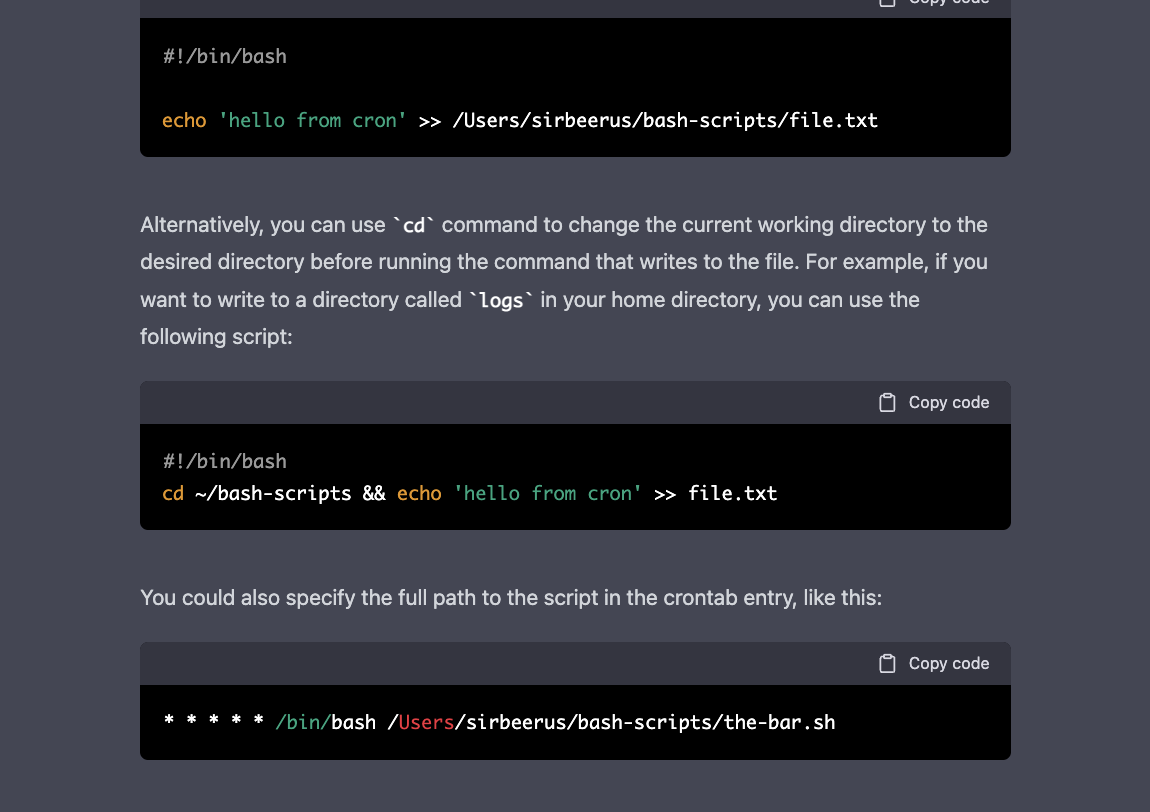 Copy code
#!/bin/bash
echo 'hello from cron' >> /Users/sirbeerus/bash-scripts/file.txt
Alternatively, you can use `cd` command to change the current working directory to the
desired directory before running the command that writes to the file. For example, if you
want to write to a directory called `logs` in your home directory, you can use the
following script:
Copy code
#!/bin/bash
cd ~/bash-scripts && echo 'hello from cron' >> file.txt
You could also specify the full path to the script in the crontab entry, like this:
Copy code
* * * * * /bin/bash /Users/sirbeerus/bash-scripts/the-bar.sh